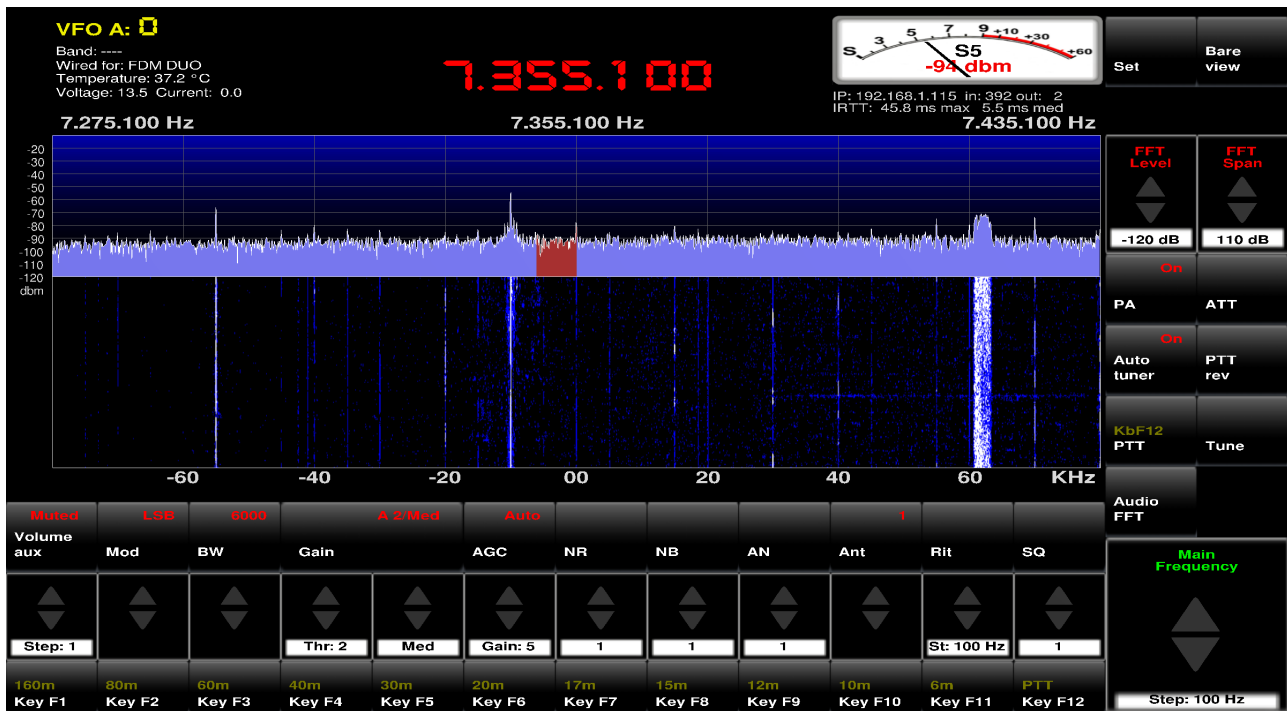 VFO A: 0
Band: ----
Wired for: FDM DUO
Temperature: 37.2 °C
Voltage: 13.5 Current: 0.0
7.355.100
S 3 5 7 9 +10 +30 +60
S5
-94 dbm
IP: 192.168.1.115 in: 392 out: 2
IRTT: 45.8 ms max 5.5 ms med
Set
Bare
view
7.275.100 Hz 7.355.100 Hz 7.435.100 Hz
-20
-30
-40
-50
-60
-70
-80
-90
-100
-110
-120
dbm
-60 -40 -20 00 20 40 60 KHz
FFT
Level
-120 dB
FFT
Span
110 dB
On
PA
ATT
On
Auto
tuner
PTT
rev
KbF12
PTT
Tune
Audio
FFT
Muted LSB 6000 A 2/Med Auto 1
Volume
aux Mod BW Gain AGC NR NB AN Ant Rit SQ
Step: 1 Thr: 2 Med Gain: 5 1 1 1 St: 100 Hz 1
160m 80m 60m 40m 30m 20m 17m 15m 12m 10m 6m PTT
Key F1 Key F2 Key F3 Key F4 Key F5 Key F6 Key F7 Key F8 Key F9 Key F10 Key F11 Key F12
Main
Frequency
Step: 100 Hz